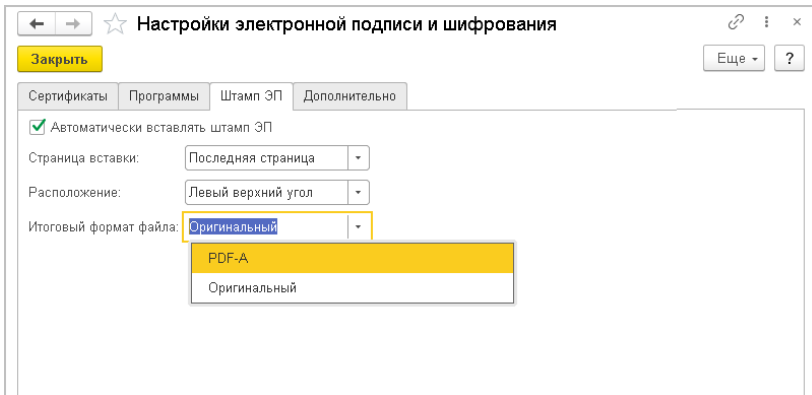 Настройки электронной подписи и шифрования
Закрыть
Еще
?
Сертификаты Программы Штамп ЭП Дополнительно
Автоматически вставлять штамп ЭП
Страница вставки: Последняя страница
Расположение: Левый верхний угол
Итоговый формат файла: Оригинальный
PDF-A
Оригинальный